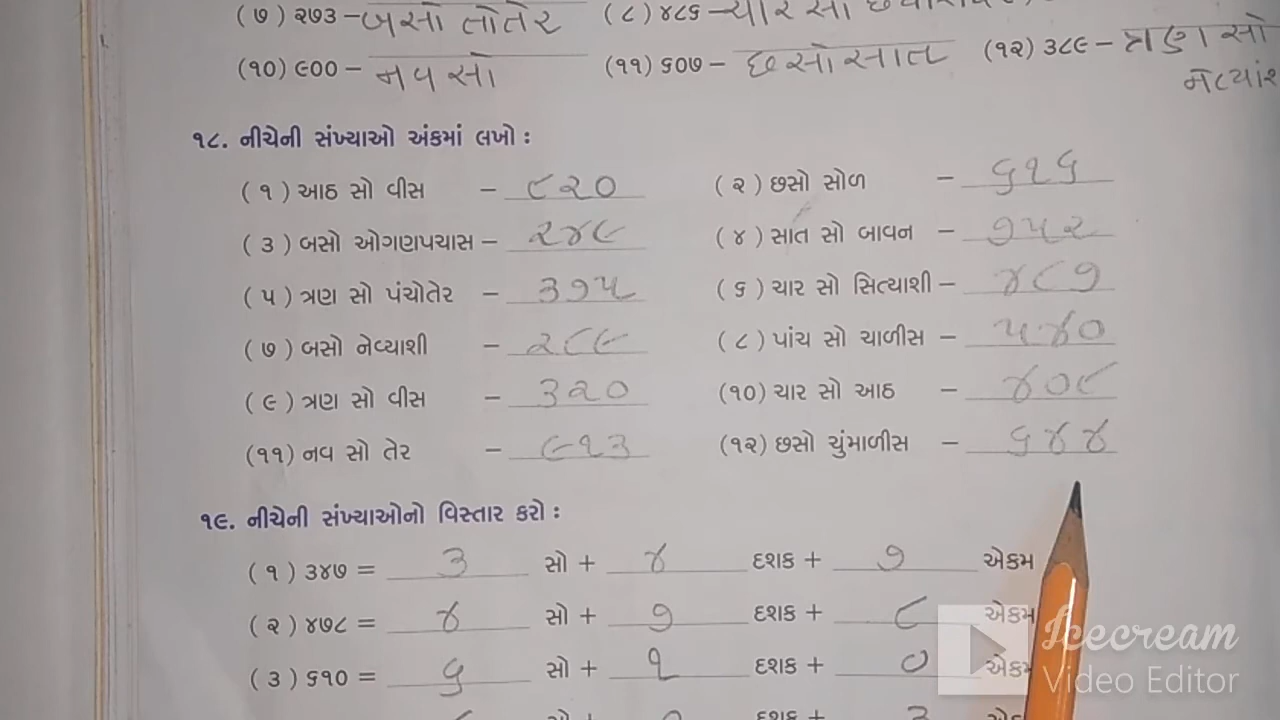 (૭) ૨૭૩ – બસો તોતેર (૮) ૪૮૬ – ચાર સો
(૧૦) ૯૦૦ – નવ સો (૧૧) ૬૦૭ – છસો સાત (૧૨) ૩૮૯ – ત્રણ સો
૧૮. નીચેની સંખ્યાઓ અંકમાં લખો :
(૧) આઠ સો વીસ – ૮૨૦ (૨) છસો સોળ – ૬૧૬
(૩) બસો ઓગણપચાસ – ૨૪૯ (૪) સાત સો બાવન – ૭૫૨
(૫) ત્રણ સો પંચોતેર – ૩૭૫ (૬) ચાર સો સિત્યાશી – ૪૮૭
(૭) બસો નેવ્યાશી – ૨૮૯ (૮) પાંચ સો ચાળીસ – ૫૪૦
(૯) ત્રણ સો વીસ – ૩૨૦ (૧૦) ચાર સો આઠ – ૪૦૮
(૧૧) નવ સો તેર – ૯૧૩ (૧૨) છસો ચુંમાળીસ – ૬૪૪
૧૯. નીચેની સંખ્યાઓનો વિસ્તાર કરો :
(૧) ૩૪૭ = ૩ સો + ૪ દશક + ૭ એકમ
(૨) ૪૭૮ = ૪ સો + ૭ દશક + ૮ એકમ
(૩) ૬૧૦ = ૬ સો + ૧ દશક + ૦ એકમ
દશક + ૩
Icecream
Video Editor